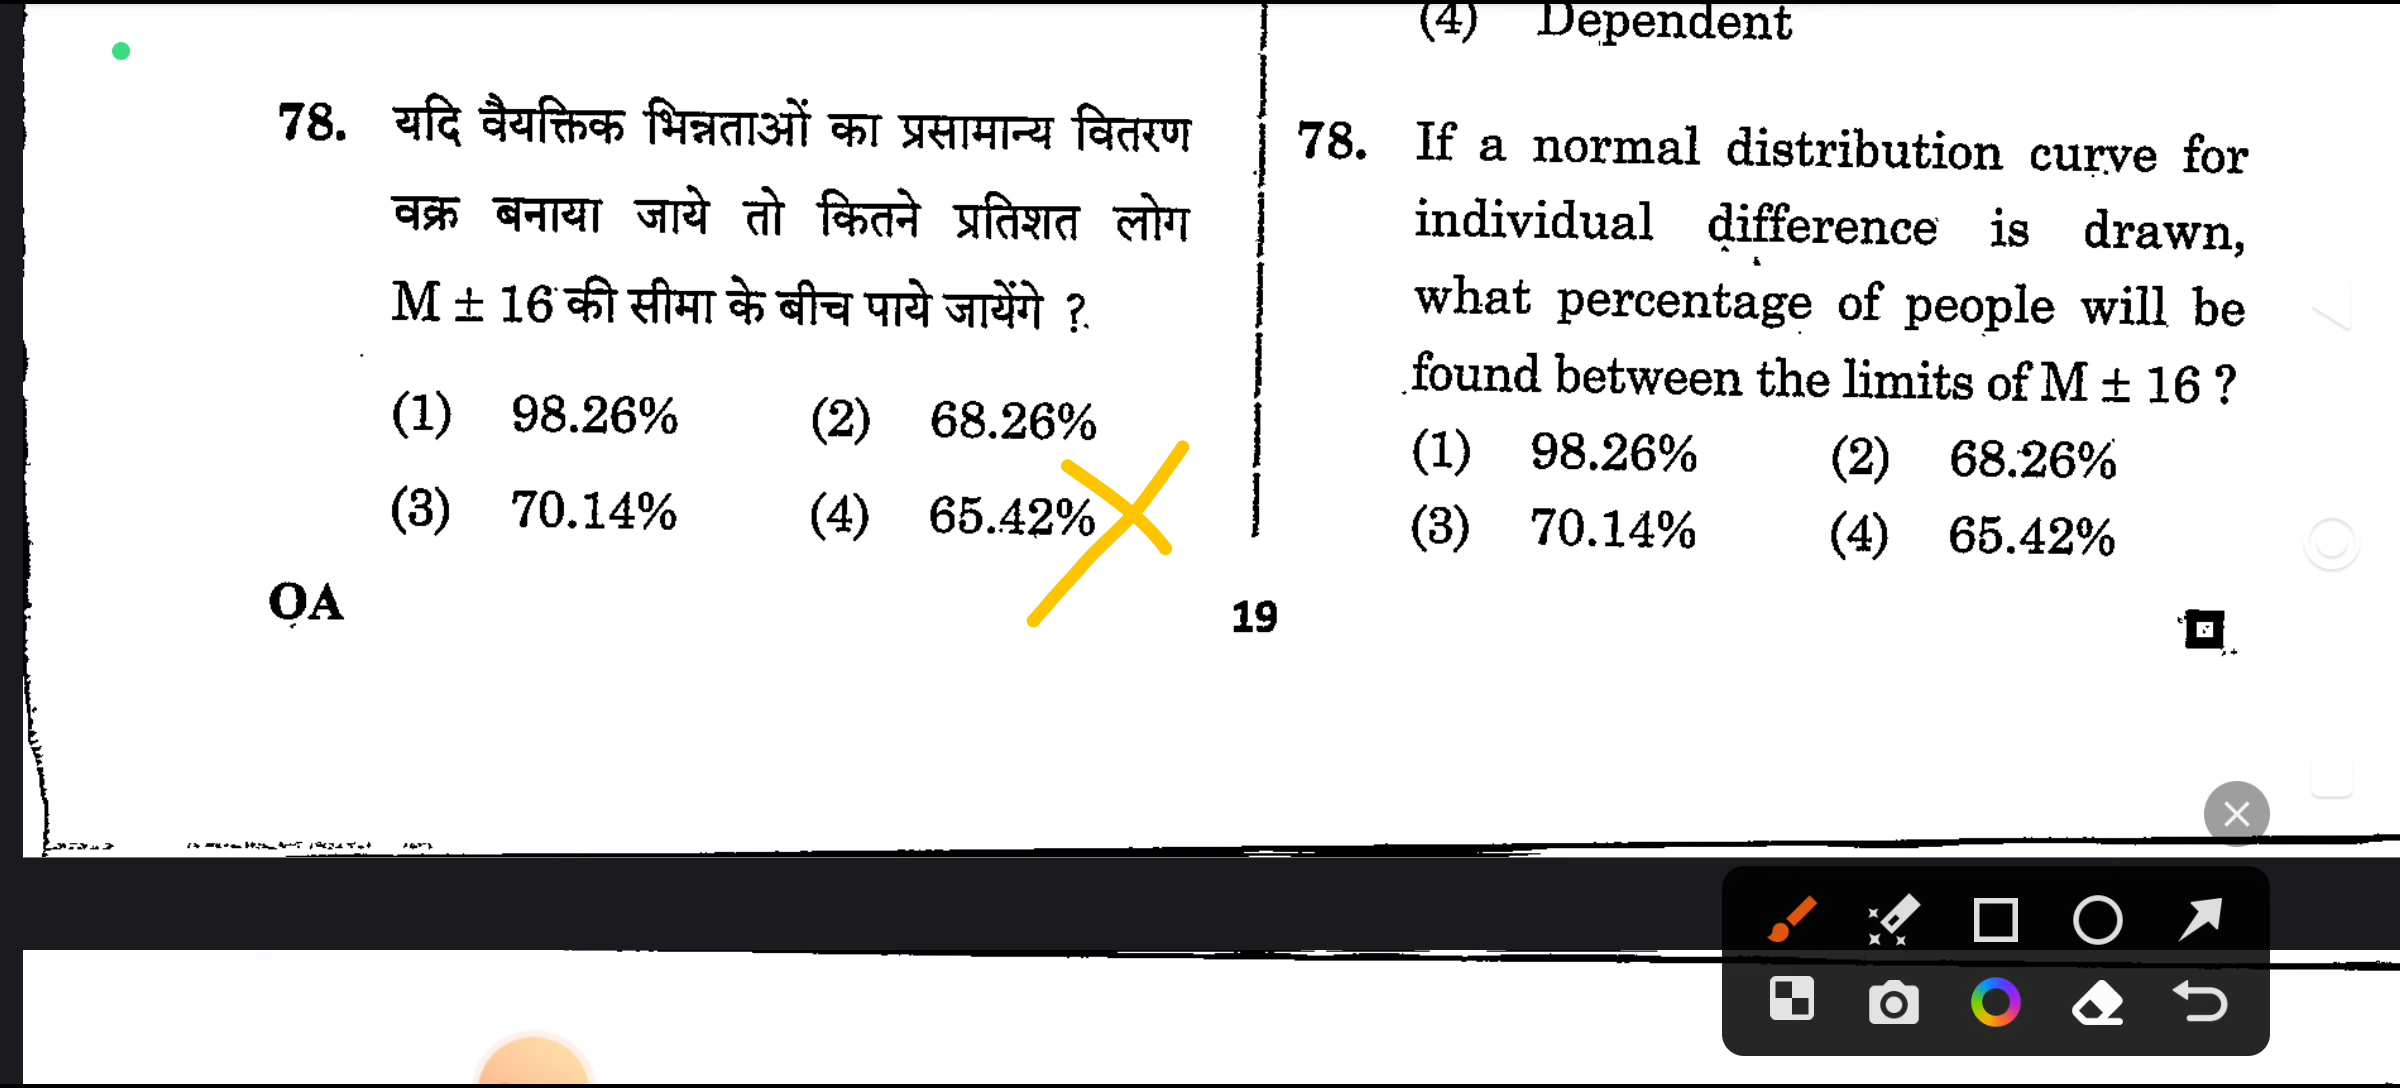 (4) Dependent
78. यदि वैयक्तिक भिन्नताओं का प्रसामान्य वितरण
वक्र बनाया जाये तो कितने प्रतिशत लोग
M ± 16 की सीमा के बीच पाये जायेंगे ?
(1) 98.26% (2) 68.26%
(3) 70.14% (4) 65.42%
OA
78. If a normal distribution curve for
individual difference is drawn,
what percentage of people will be
found between the limits of M ± 16 ?
(1) 98.26% (2) 68.26%
(3) 70.14% (4) 65.42%
19